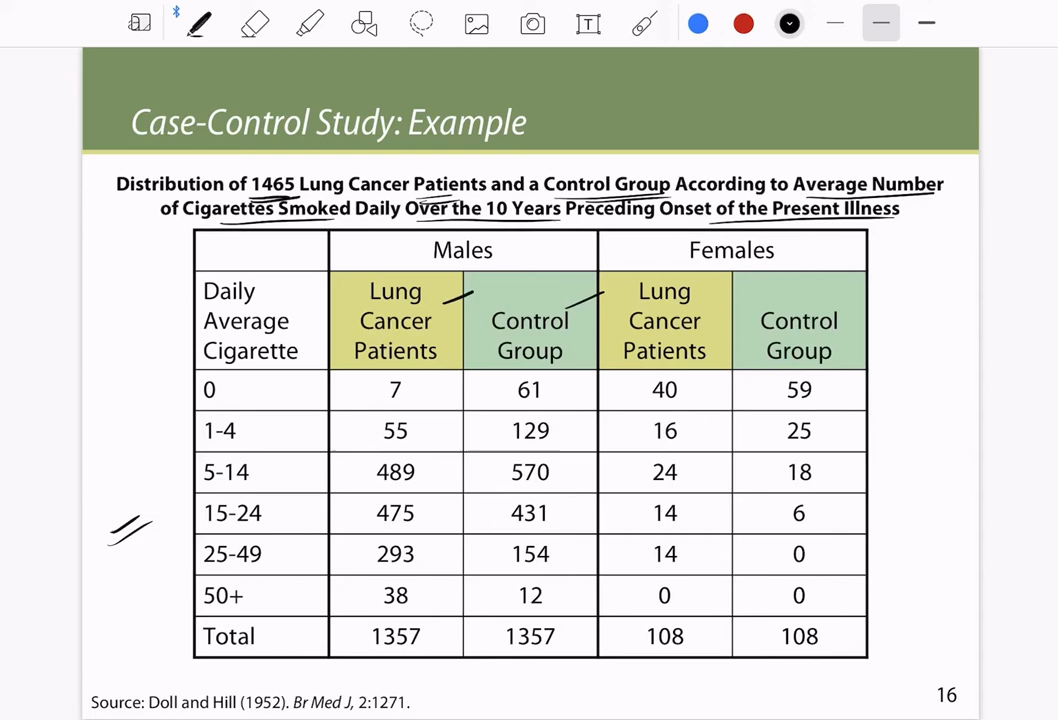 T
Case-Control Study: Example
Distribution of 1465 Lung Cancer Patients and a Control Group According to Average Number
of Cigarettes Smoked Daily Over the 10 Years Preceding Onset of the Present Illness
Males Females
Daily Average Cigarette Lung Cancer Patients Control Group Lung Cancer Patients Control Group
0 7 61 40 59
1-4 55 129 16 25
5-14 489 570 24 18
15-24 475 431 14 6
25-49 293 154 14 0
50+ 38 12 0 0
Total 1357 1357 108 108
Source: Doll and Hill (1952). Br Med J, 2:1271.
16